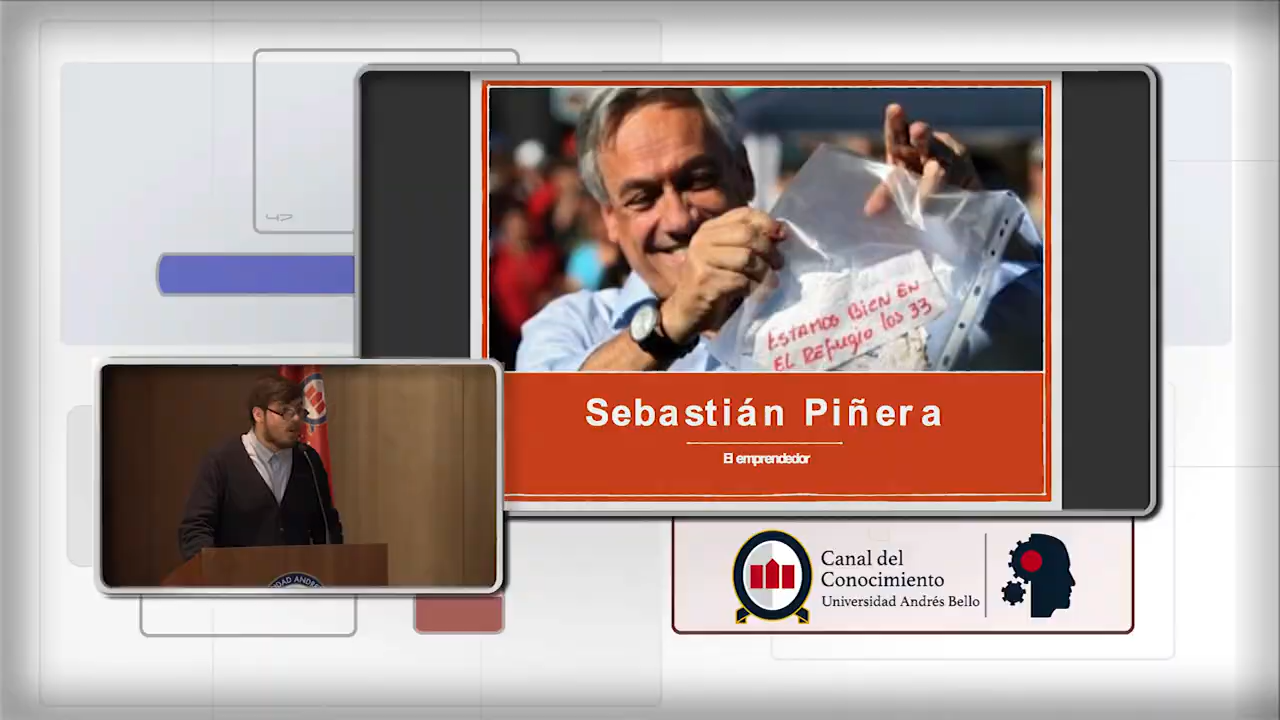 ESTAMOS BIEN EN
EL REFUGIO LOS 33
Sebastián Piñera
El emprendedor
Canal del
Conocimiento
Universidad Andrés Bello